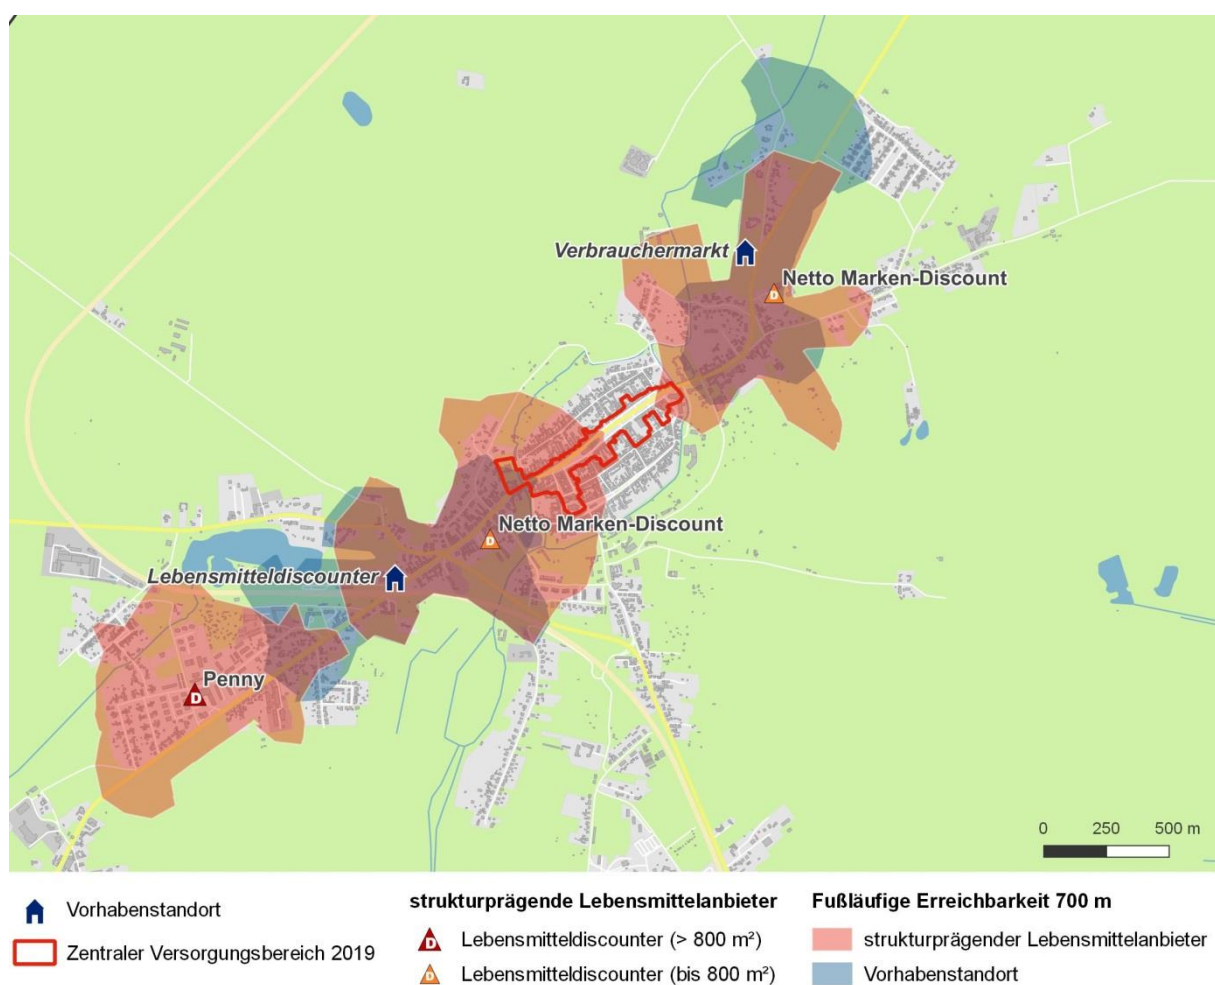 Verbrauchermarkt
Netto Marken-Discount
D
Netto Marken-Discount
D
Lebensmitteldiscounter
Penny
D
0 250 500 m
Vorhabenstandort
Zentraler Versorgungsbereich 2019
strukturprägende Lebensmittelanbieter
D Lebensmitteldiscounter (> 800 m²)
D Lebensmitteldiscounter (bis 800 m²)
Fußläufige Erreichbarkeit 700 m
strukturprägender Lebensmittelanbieter
Vorhabenstandort